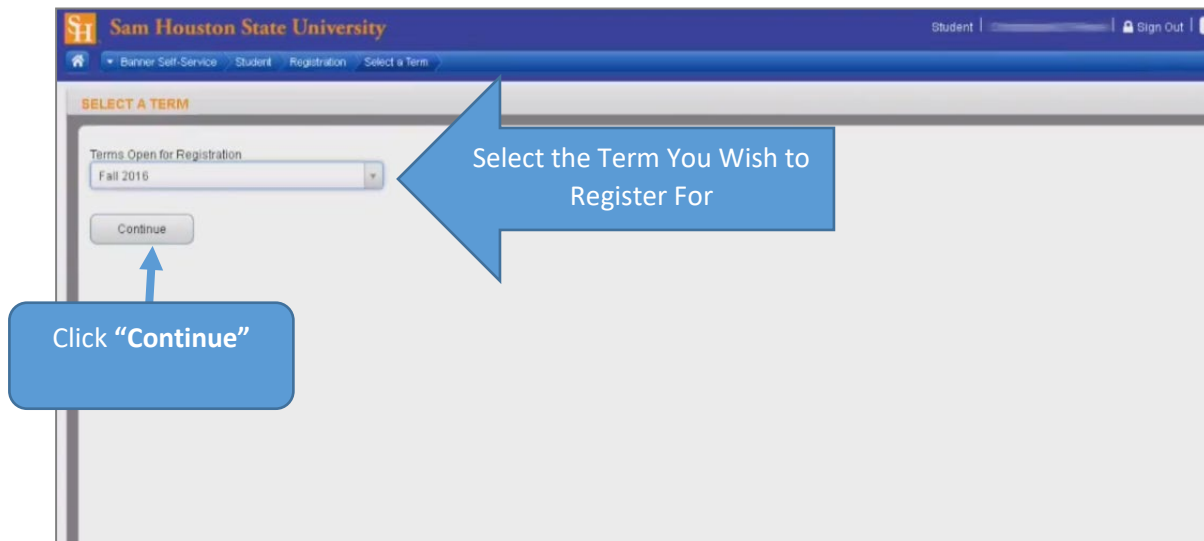 SH Sam Houston State University
Student | | Sign Out |
Banner Self-Service Student Registration Select a Term
SELECT A TERM
Terms Open for Registration
Fall 2016
Select the Term You Wish to
Register For
Continue
Click “Continue”